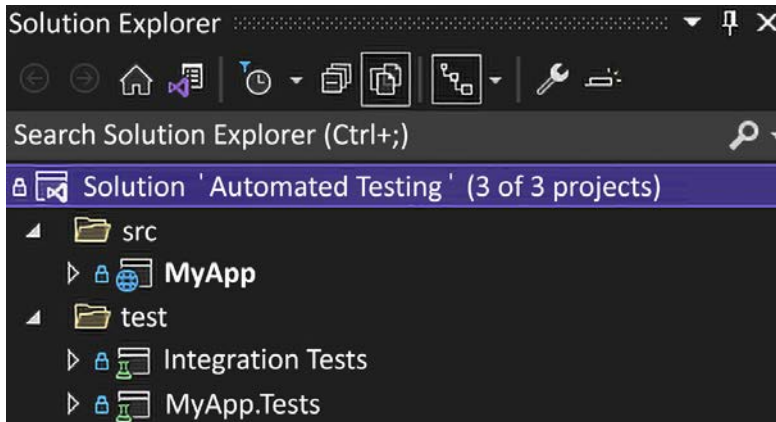 Solution Explorer
Search Solution Explorer (Ctrl+;)
Solution 'Automated Testing' (3 of 3 projects)
src
MyApp
test
Integration Tests
MyApp.Tests